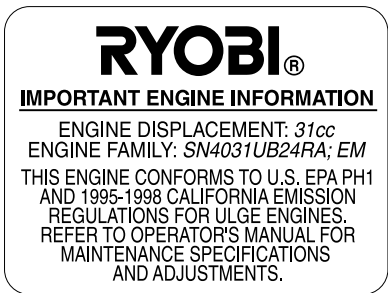 RYOBI®
IMPORTANT ENGINE INFORMATION
ENGINE DISPLACEMENT: 31cc
ENGINE FAMILY: SN4031UB24RA; EM
THIS ENGINE CONFORMS TO U.S. EPA PH1
AND 1995-1998 CALIFORNIA EMISSION
REGULATIONS FOR ULGE ENGINES.
REFER TO OPERATOR'S MANUAL FOR
MAINTENANCE SPECIFICATIONS
AND ADJUSTMENTS.